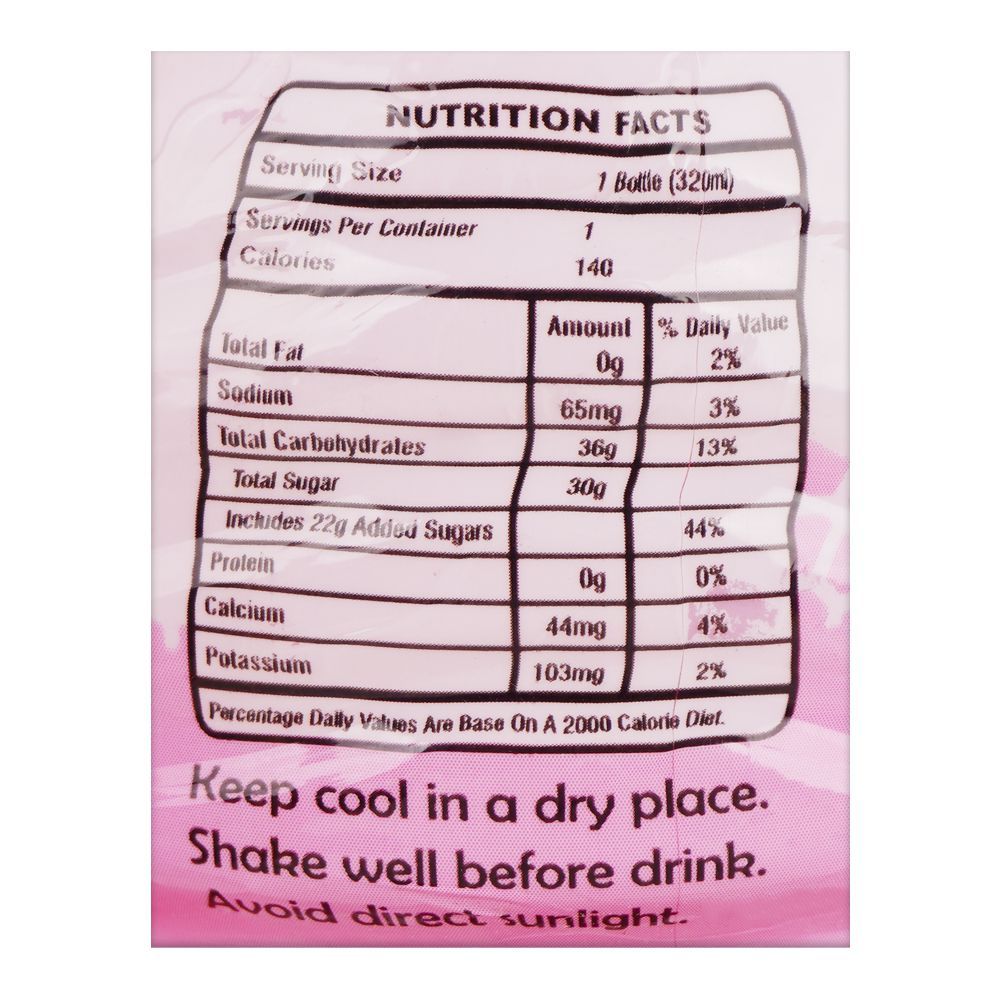 NUTRITION FACTS
Serving Size 1 Bottle (320ml)
Servings Per Container 1
Calories 140
Amount % Daily Value
Total Fat 0g 2%
Sodium 65mg 3%
Total Carbohydrates 36g 13%
Total Sugar 30g
Includes 22g Added Sugars 44%
Protein 0g 0%
Calcium 44mg 4%
Potassium 103mg 2%
Percentage Daily Values Are Base On A 2000 Calorie Diet.
Keep cool in a dry place.
Shake well before drink.
Avoid direct sunlight.